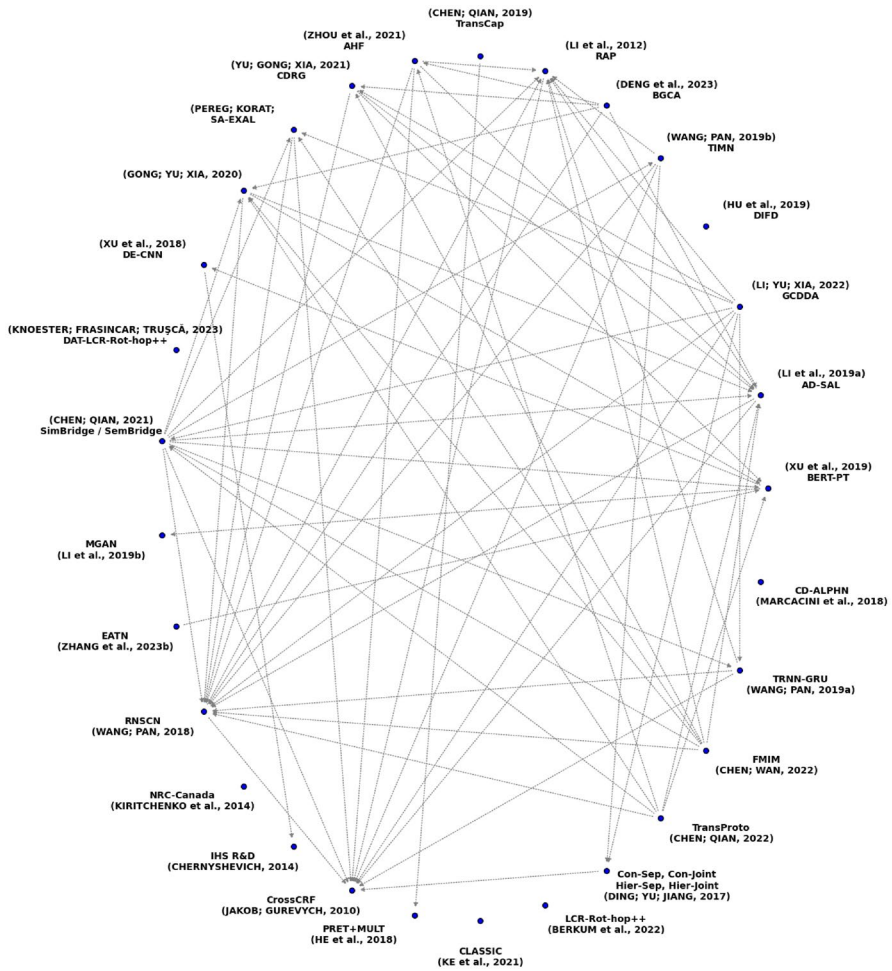 (CHEN; QIAN, 2019)
TransCap
(ZHOU et al., 2021)
AHF
(LI et al., 2012)
RAP
(YU; GONG; XIA, 2021)
CDRG
(DENG et al., 2023)
BGCA
(PEREG; KORAT;
SA-EXAL
(WANG; PAN, 2019b)
TIMN
(GONG; YU; XIA, 2020)
(HU et al., 2019)
DIFD
(XU et al., 2018)
DE-CNN
(LI; YU; XIA, 2022)
GCDDA
(KNOESTER; FRASINCAR; TRUŞCĂ, 2023)
DAT-LCR-Rot-hop++
(LI et al., 2019a)
AD-SAL
(CHEN; QIAN, 2021)
SimBridge / SemBridge
(XU et al., 2019)
BERT-PT
MGAN
(LI et al., 2019b)
CD-ALPHN
(MARCACINI et al., 2018)
EATN
(ZHANG et al., 2023b)
TRNN-GRU
(WANG; PAN, 2019a)
RNSCN
(WANG; PAN, 2018)
FMIM
(CHEN; WAN, 2022)
NRC-Canada
(KIRITCHENKO et al., 2014)
TransProto
(CHEN; QIAN, 2022)
IHS R&D
(CHERNYSHEVICH, 2014)
Con-Sep, Con-Joint
Hier-Sep, Hier-Joint
(DING; YU; JIANG, 2017)
CrossCRF
(JAKOB; GUREVYCH, 2010)
LCR-Rot-hop++
(BERKUM et al., 2022)
PRET+MULT
(HE et al., 2018)
CLASSIC
(KE et al., 2021)